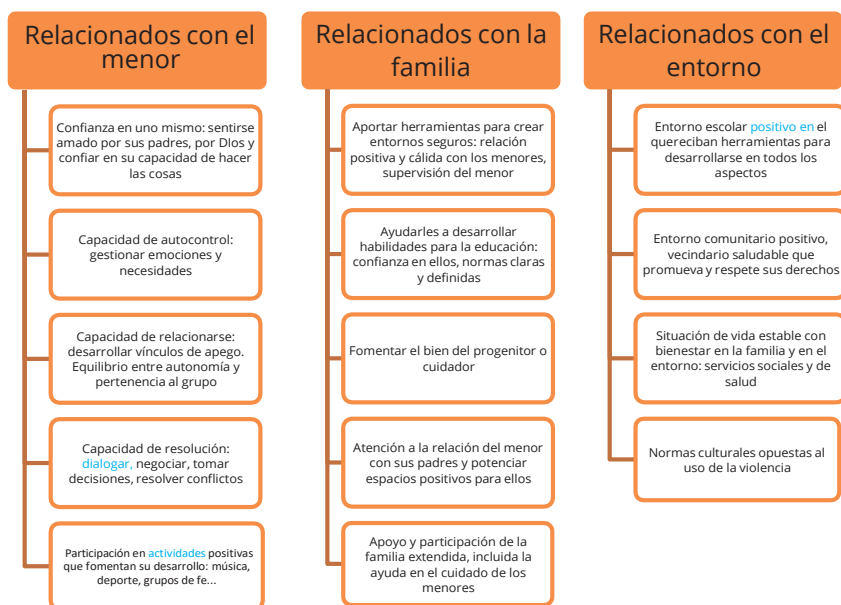 Relacionados con el
menor
Confianza en uno mismo: sentirse
amado por sus padres, por DIos y
confiar en su capacidad de hacer
las cosas
Capacidad de autocontrol:
gestionar emociones y
necesidades
Capacidad de relacionarse:
desarrollar vínculos de apego.
Equilibrio entre autonomía y
pertenencia al grupo
Capacidad de resolución:
dialogar, negociar, tomar
decisiones, resolver conflictos
Participación en actividades positivas
que fomentan su desarrollo: música,
deporte, grupos de fe...
Relacionados con la
familia
Aportar herramientas para crear
entornos seguros: relación
positiva y cálida con los menores,
supervisión del menor
Ayudarles a desarrollar
habilidades para la educación:
confianza en ellos, normas claras
y definidas
Fomentar el bien del progenitor o
cuidador
Atención a la relación del menor
con sus padres y potenciar
espacios positivos para ellos
Apoyo y participación de la
familia extendida, incluida la
ayuda en el cuidado de los
menores
Relacionados con el
entorno
Entorno escolar positivo en el
quereciban herramientas para
desarrollarse en todos los
aspectos
Entorno comunitario positivo,
vecindario saludable que
promueva y respete sus derechos
Situación de vida estable con
bienestar en la familia y en el
entorno: servicios sociales y de
salud
Normas culturales opuestas al
uso de la violencia